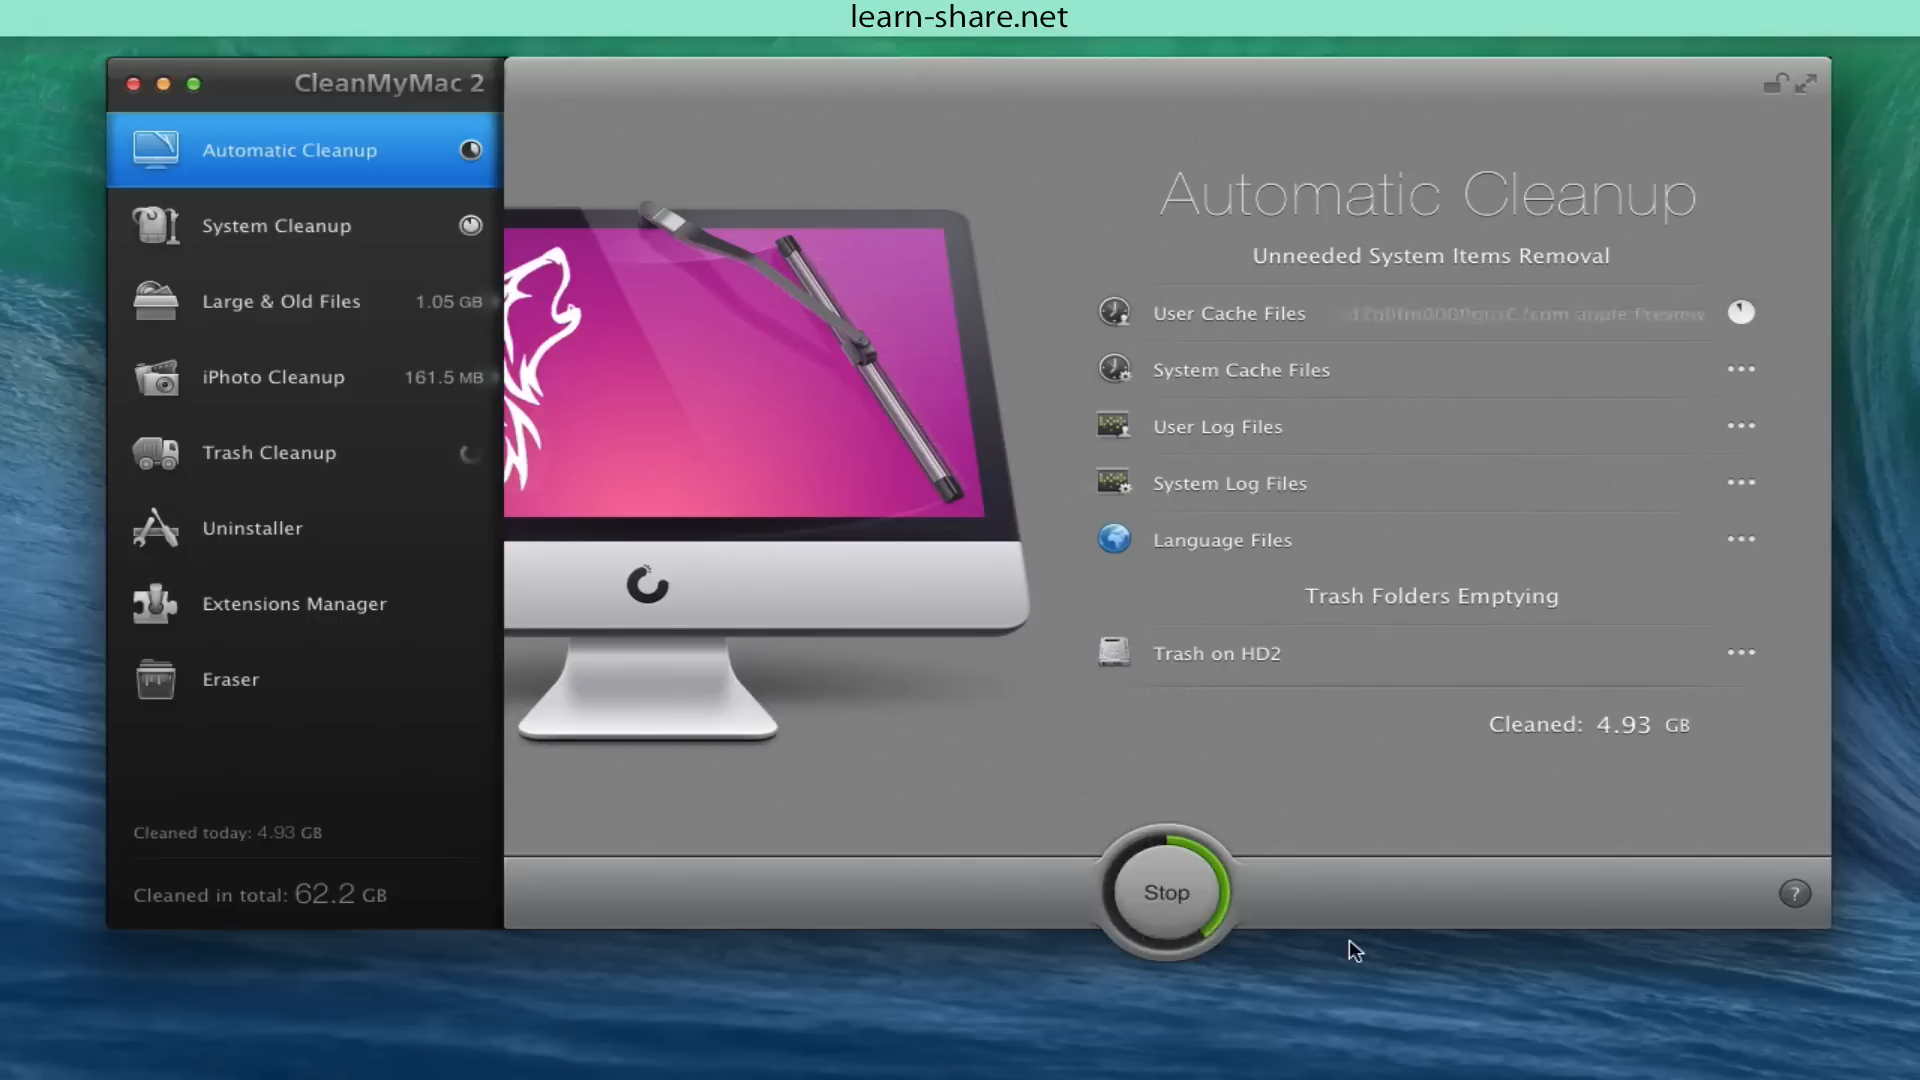 learn-share.net
CleanMyMac 2
Automatic Cleanup
System Cleanup
Large & Old Files 1.05 GB
iPhoto Cleanup 161.5 MB
Trash Cleanup
Uninstaller
Extensions Manager
Eraser
Cleaned today: 4.93 GB
Cleaned in total: 62.2 GB
Automatic Cleanup
Unneeded System Items Removal
User Cache Files
System Cache Files
User Log Files
System Log Files
Language Files
Trash Folders Emptying
Trash on HD2
Cleaned: 4.93 GB
Stop
?